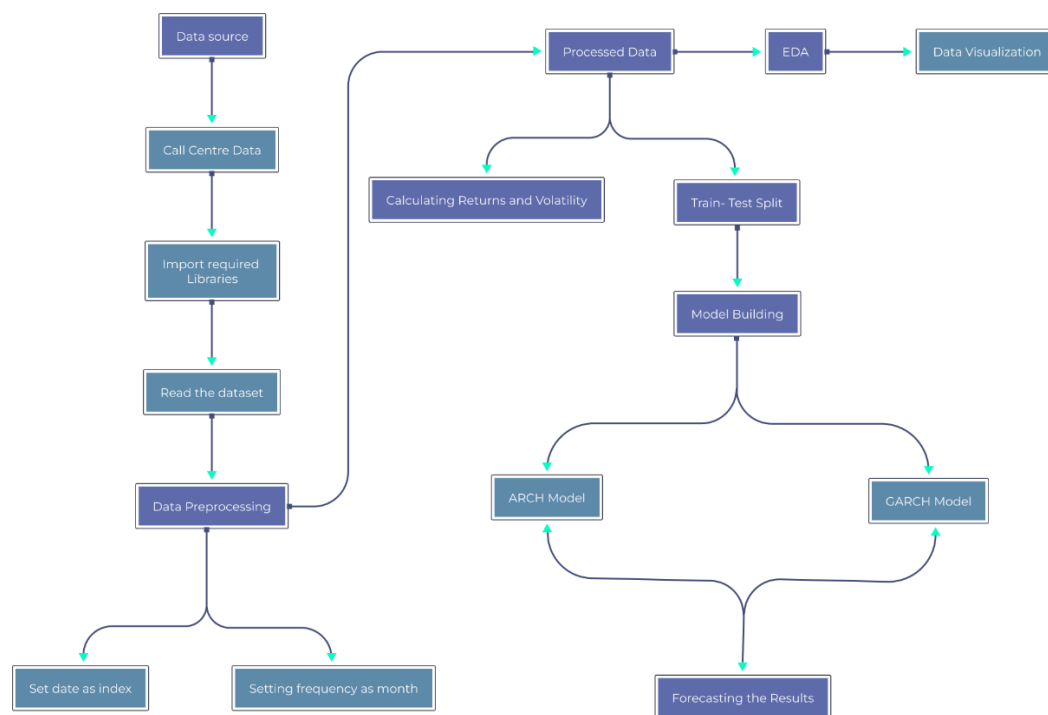 Data source
Call Centre Data
Import required
Libraries
Read the dataset
Data Preprocessing
Set date as index
Setting frequency as month
Processed Data
EDA
Data Visualization
Calculating Returns and Volatility
Train- Test Split
Model Building
ARCH Model
GARCH Model
Forecasting the Results